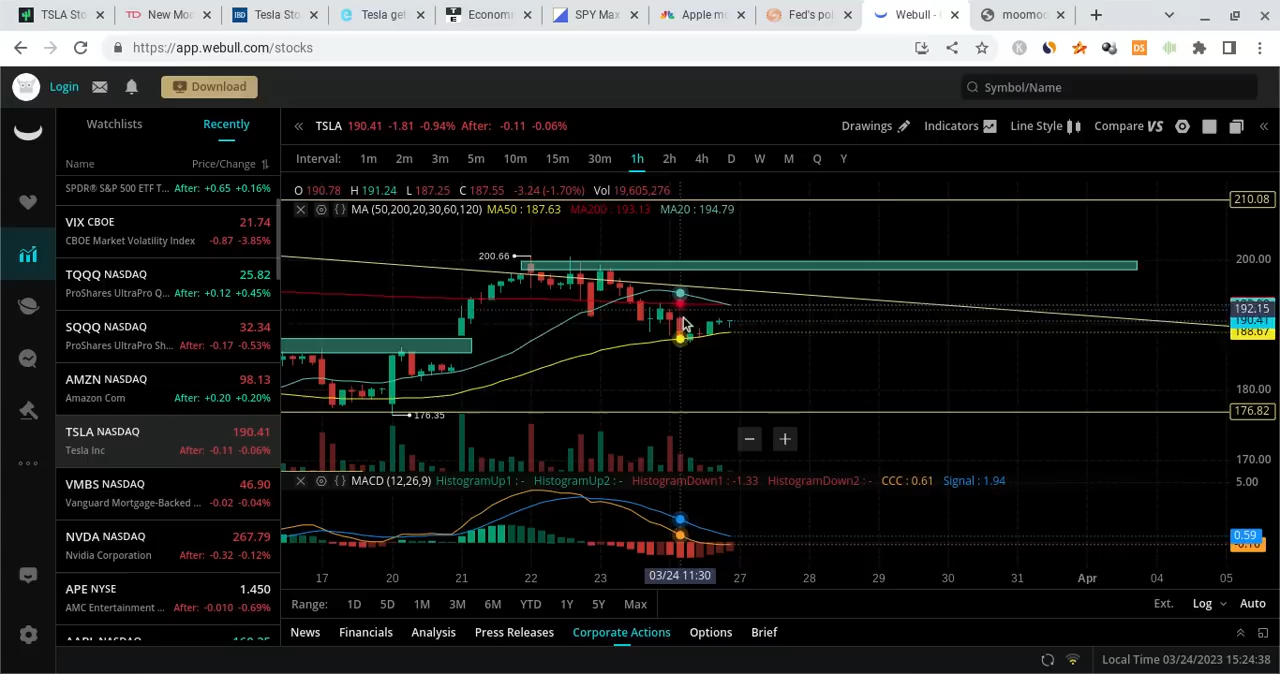 TSLA Sto
New Moo
Tesla Sto
Tesla get
Econom
SPY Max
Apple mo
Fed's pol
Webull -
moomoo
https://app.webull.com/stocks
Login
Download
Symbol/Name
Watchlists
Recently
Name
Price/Change
SPDR® S&P 500 ETF T... After: +0.65 +0.16%
VIX CBOE 21.74
CBOE Market Volatility Index -0.87 -3.85%
TQQQ NASDAQ 25.82
ProShares UltraPro Q... After: +0.12 +0.45%
SQQQ NASDAQ 32.34
ProShares UltraPro Sh... After: -0.17 -0.53%
AMZN NASDAQ 98.13
Amazon Com After: +0.20 +0.20%
TSLA NASDAQ 190.41
Tesla Inc After: -0.11 -0.06%
VMBS NASDAQ 46.90
Vanguard Mortgage-Backed ... -0.02 -0.04%
NVDA NASDAQ 267.79
Nvidia Corporation After: -0.32 -0.12%
APE NYSE 1.450
AMC Entertainment ... After: -0.010 -0.69%
TSLA 190.41 -1.81 -0.94% After: -0.11 -0.06%
Drawings
Indicators
Line Style
Compare VS
Interval: 1m 2m 3m 5m 10m 15m 30m 1h 2h 4h D W M Q Y
O 190.78 H 191.24 L 187.25 C 187.55 -3.24 (-1.70%) Vol 19,605,276
MA (50,200,20,30,60,120) MA50 : 187.63 MA200 : 193.13 MA20 : 194.79
210.08
200.66
200.00
192.15
190.41
188.67
180.00
176.35
176.82
170.00
MACD (12,26,9) HistogramUp1 : - HistogramUp2 : - HistogramDown1 : -1.33 HistogramDown2 : - CCC : 0.61 Signal : 1.94
5.00
0.59
17 20 21 22 23 03/24 11:30 27 28 29 30 31 Apr 04 05
Range: 1D 5D 1M 3M 6M YTD 1Y 5Y Max
Ext. Log Auto
News Financials Analysis Press Releases Corporate Actions Options Brief
Local Time 03/24/2023 15:24:38